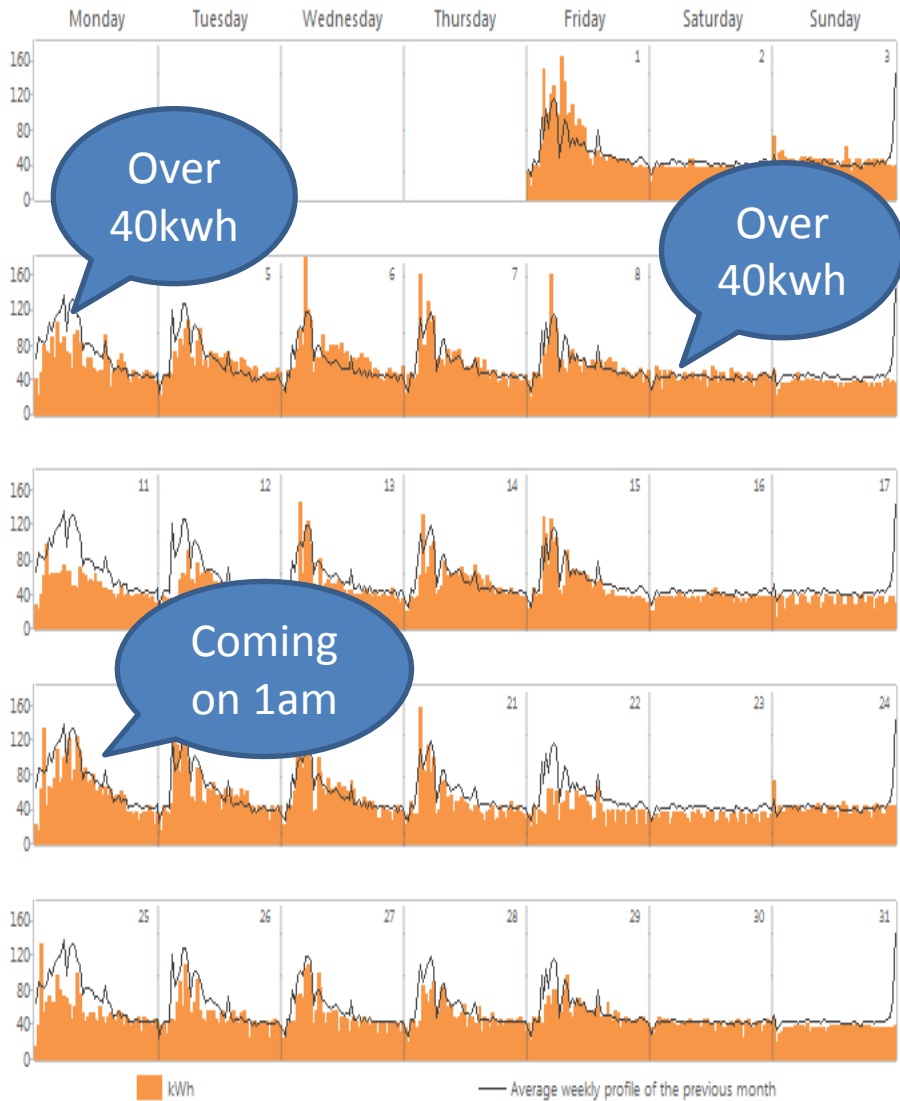 Monday Tuesday Wednesday Thursday Friday Saturday Sunday
160 1 2 3
120
80
40
0
Over
40kwh
Over
40kwh
160 5 6 7 8
120
80
40
0
160 11 12 13 14 15 16 17
120
80
40
0
Coming
on 1am
160 21 22 23 24
120
80
40
0
160 25 26 27 28 29 30 31
120
80
40
0
kWh Average weekly profile of the previous month